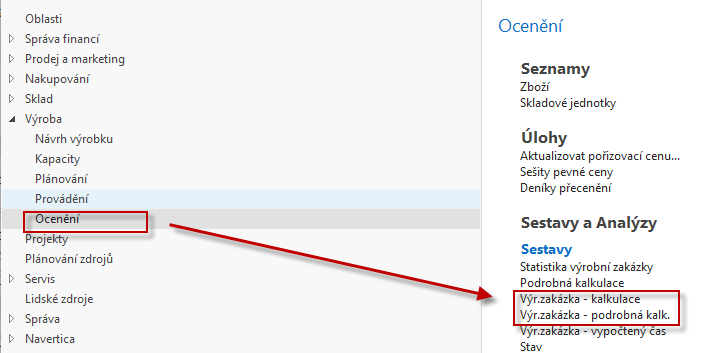 Oblasti
Správa financí
Prodej a marketing
Nakupování
Sklad
Výroba
Návrh výrobku
Kapacity
Plánování
Provádění
Ocenění
Projekty
Plánování zdrojů
Servis
Lidské zdroje
Správa
Navertica
Ocenění
Seznamy
Zboží
Skladové jednotky
Úlohy
Aktualizovat pořizovací cenu...
Sešity pevné ceny
Deníky přecenění
Sestavy a Analýzy
Sestavy
Statistika výrobní zakázky
Podrobná kalkulace
Výr.zakázka - kalkulace
Výr.zakázka - podrobná kalk.
Výr.zakázka - vypočtený čas
Stav